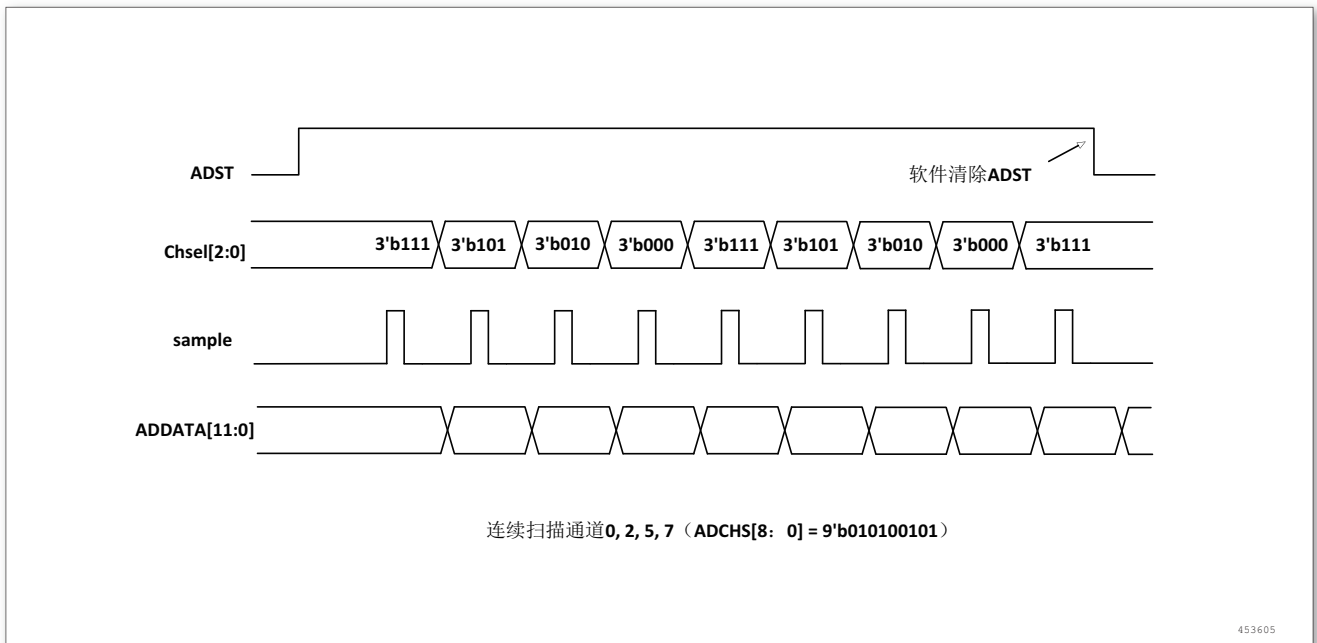 ADST
软件清除ADST
Chsel[2:0]
3'b111 3'b101 3'b010 3'b000 3'b111 3'b101 3'b010 3'b000 3'b111
sample
ADDATA[11:0]
连续扫描通道0, 2, 5, 7（ADCHS[8：0] = 9'b010100101）
453605